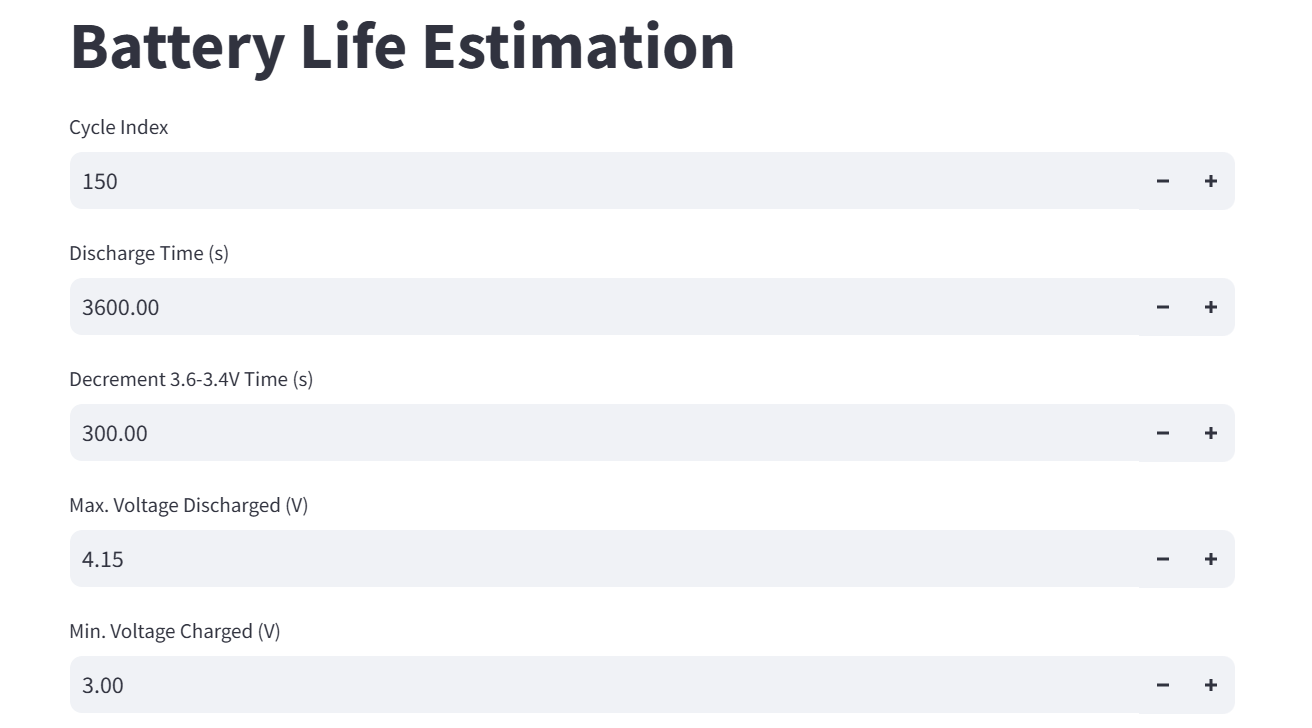 Battery Life Estimation
Cycle Index
150
Discharge Time (s)
3600.00
Decrement 3.6-3.4V Time (s)
300.00
Max. Voltage Discharged (V)
4.15
Min. Voltage Charged (V)
3.00